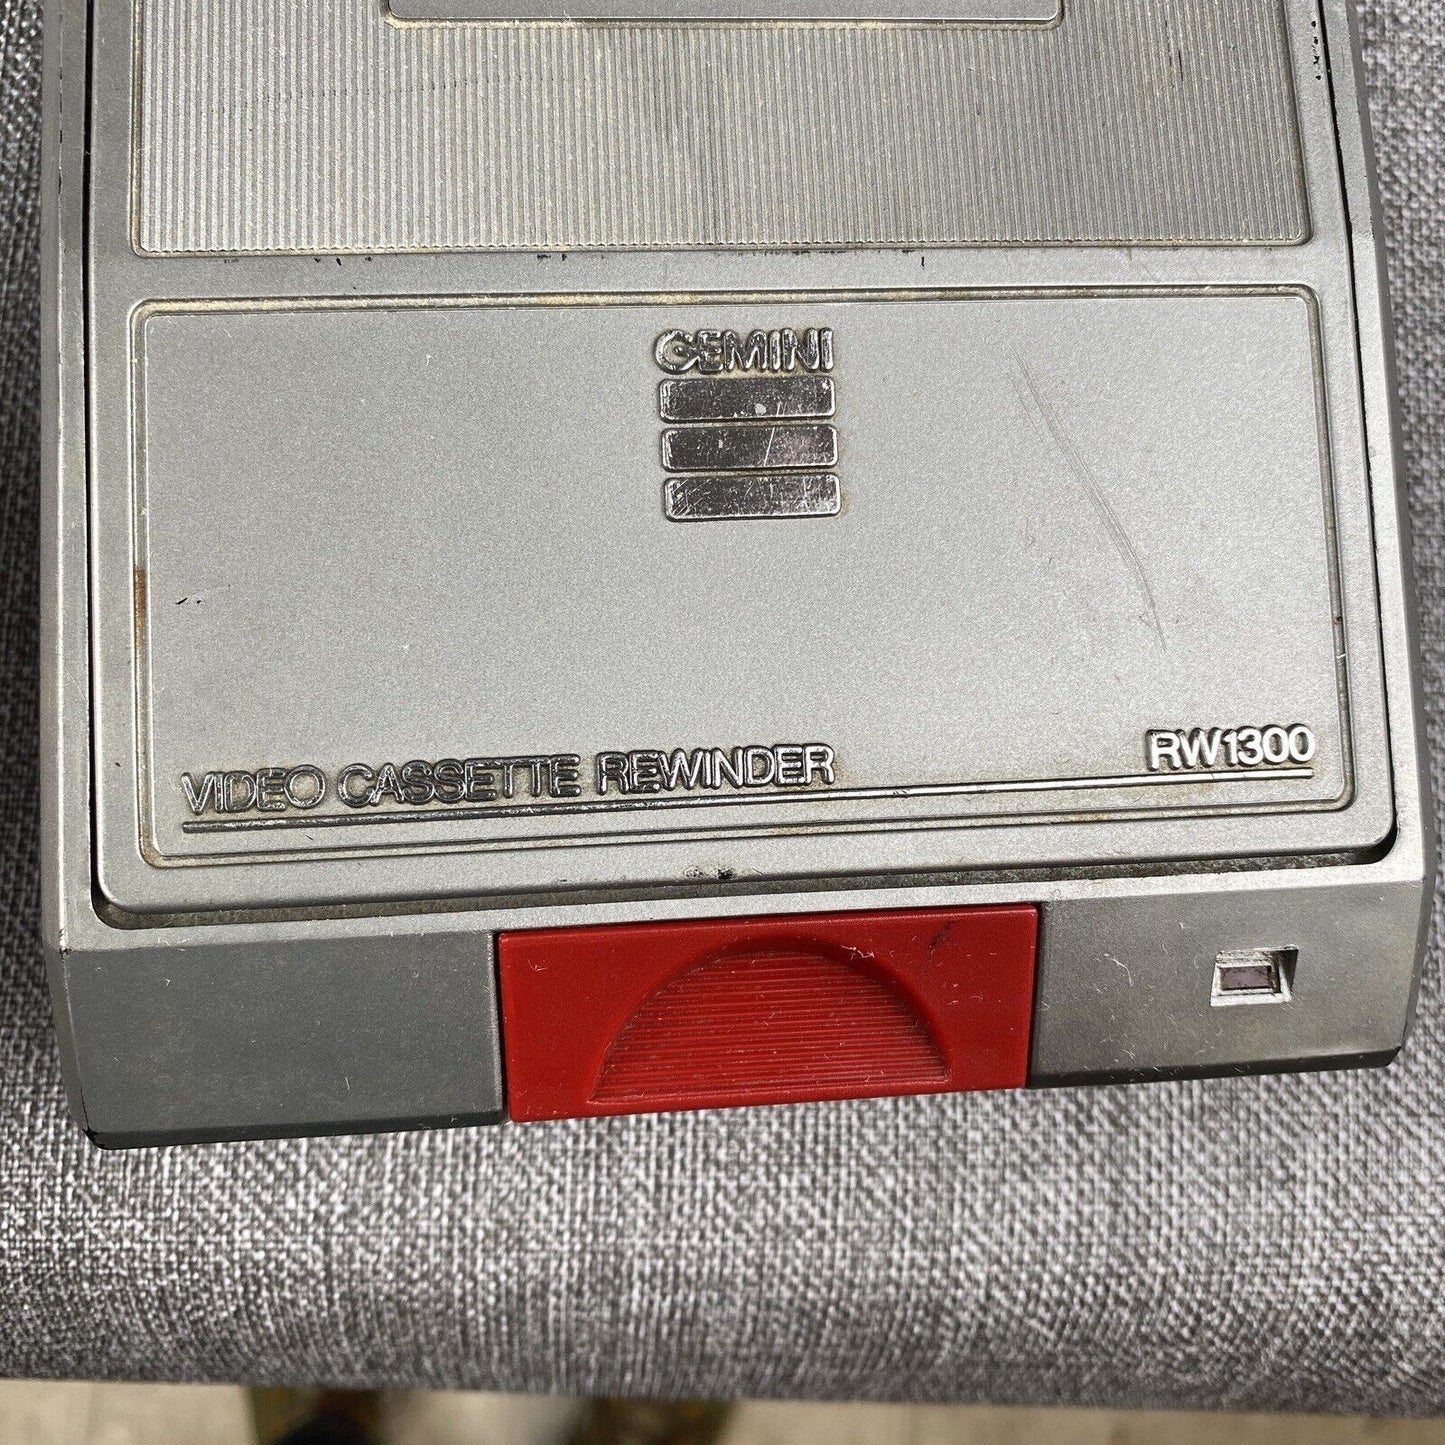 GEMINI
VIDEO CASSETTE REWINDER
RW1300